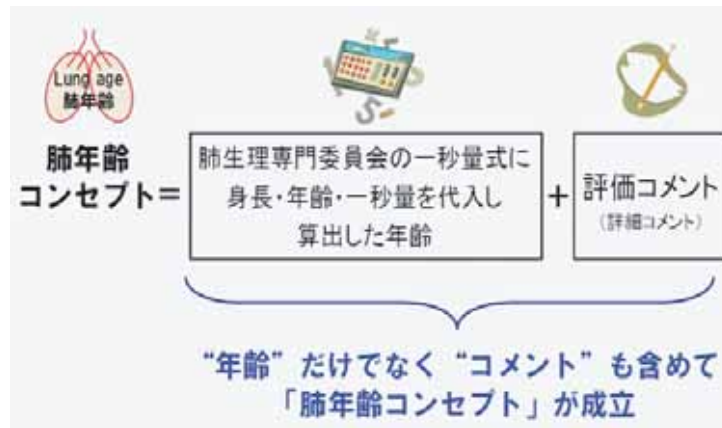 Lung age
肺年齢
肺年齢
コンセプト=
肺生理専門委員会の一秒量式に
身長・年齢・一秒量を代入し
算出した年齢
+
評価コメント
(詳細コメント)
“年齢”だけでなく“コメント”も含めて
「肺年齢コンセプト」が成立